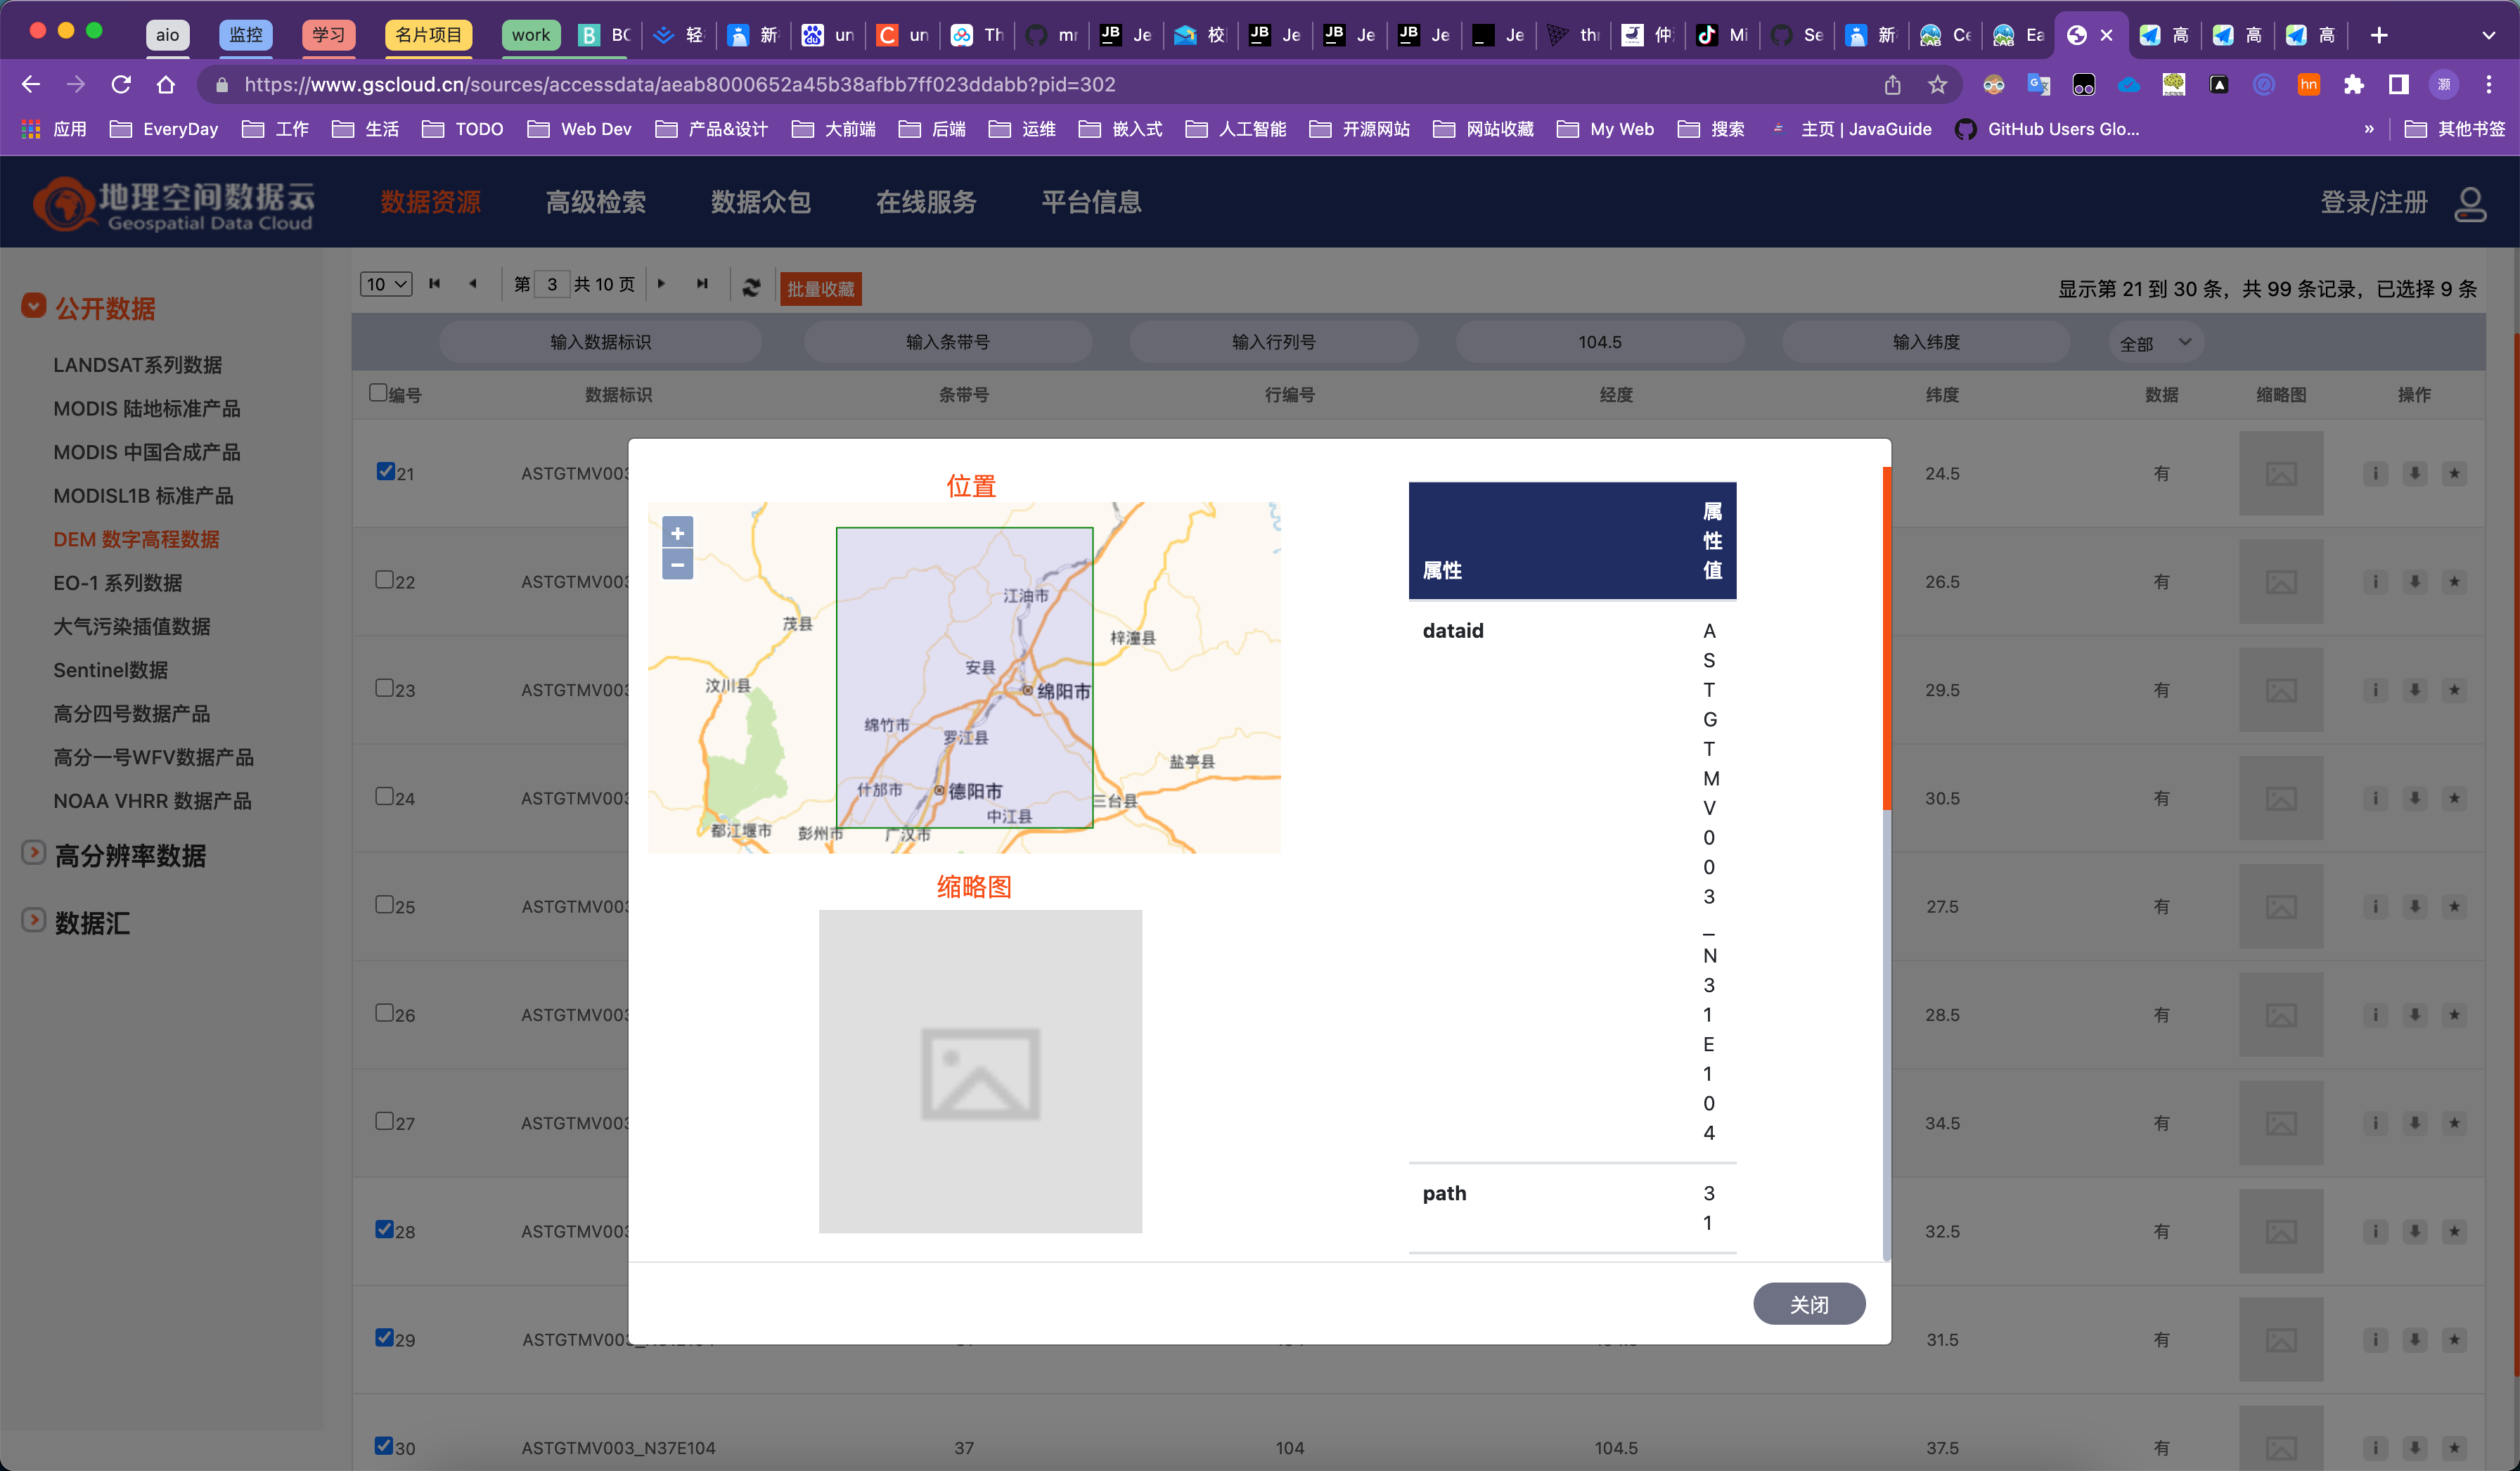 aio 监控 学习 名片项目 work BC 轻 新 un un Th mr Je 校 Je Je Je Je thr 仲 Mi Se 新 Ce Ea 高 高 高
https://www.gscloud.cn/sources/accessdata/aeab8000652a45b38afbb7ff023ddabb?pid=302
应用 EveryDay 工作 生活 TODO Web Dev 产品&设计 大前端 后端 运维 嵌入式 人工智能 开源网站 网站收藏 My Web 搜索 主页 | JavaGuide GitHub Users Glo... » 其他书签
地理空间数据云
Geospatial Data Cloud
数据资源 高级检索 数据众包 在线服务 平台信息 登录/注册
公开数据
LANDSAT系列数据
MODIS 陆地标准产品
MODIS 中国合成产品
MODISL1B 标准产品
DEM 数字高程数据
EO-1 系列数据
大气污染插值数据
Sentinel数据
高分四号数据产品
高分一号WFV数据产品
NOAA VHRR 数据产品
高分辨率数据
数据汇
10 第 3 共 10 页 批量收藏 显示第 21 到 30 条，共 99 条记录，已选择 9 条
输入数据标识 输入条带号 输入行列号 104.5 输入纬度 全部
编号 数据标识 条带号 行编号 经度 纬度 数据 缩略图 操作
21 ASTGTMV003 24.5 有
22 ASTGTMV003 26.5 有
23 ASTGTMV003 29.5 有
24 ASTGTMV003 30.5 有
25 ASTGTMV003 27.5 有
26 ASTGTMV003 28.5 有
27 ASTGTMV003 34.5 有
28 ASTGTMV003 32.5 有
29 ASTGTMV003_N31E104 31.5 有
30 ASTGTMV003_N37E104 37 104 104.5 37.5 有
位置
+
−
江油市
茂县
梓潼县
安县
汶川县
绵阳市
绵竹市
罗江县
盐亭县
什邡市
德阳市
三台县
中江县
都江堰市
彭州市
广汉市
缩略图
属性
属
性
值
dataid
A
S
T
G
T
M
V
0
0
3
_
N
3
1
E
1
0
4
path
3
1
关闭